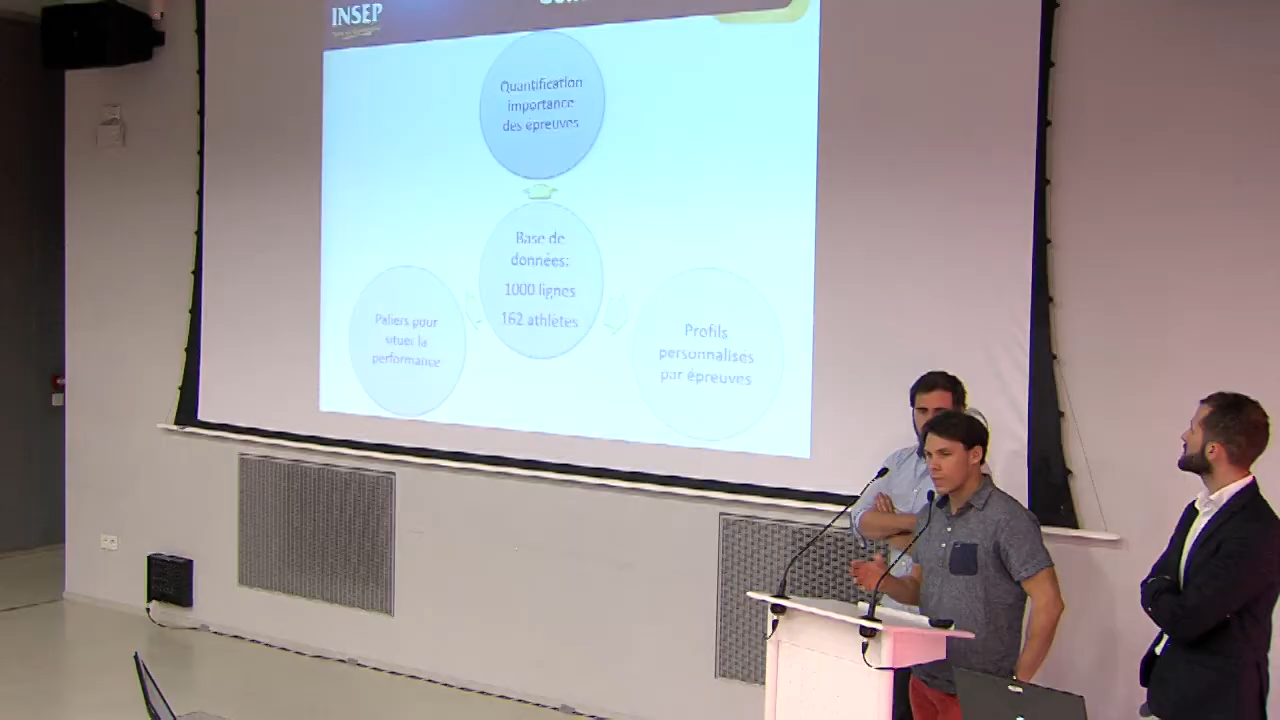 INSEP
Quantification
importance
des épreuves
Base de
données:
1000 lignes
162 athlètes
Paliers pour
situer la
performance
Profils
personnalisés
par épreuves